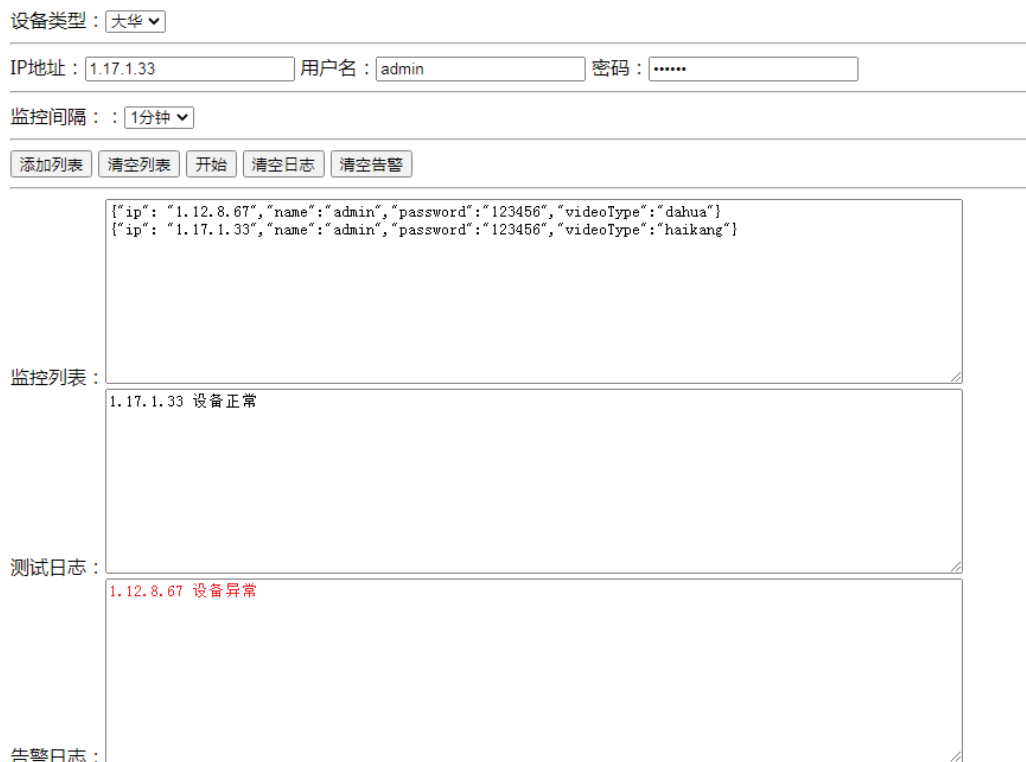 设备类型：大华
IP地址：1.17.1.33 用户名：admin 密码：••••••
监控间隔：：1分钟
添加列表 清空列表 开始 清空日志 清空告警
{"ip": "1.12.8.67","name":"admin","password":"123456","videoType":"dahua"}
{"ip": "1.17.1.33","name":"admin","password":"123456","videoType":"haikang"}
监控列表：
1.17.1.33 设备正常
测试日志：
1.12.8.67 设备异常
告警日志：